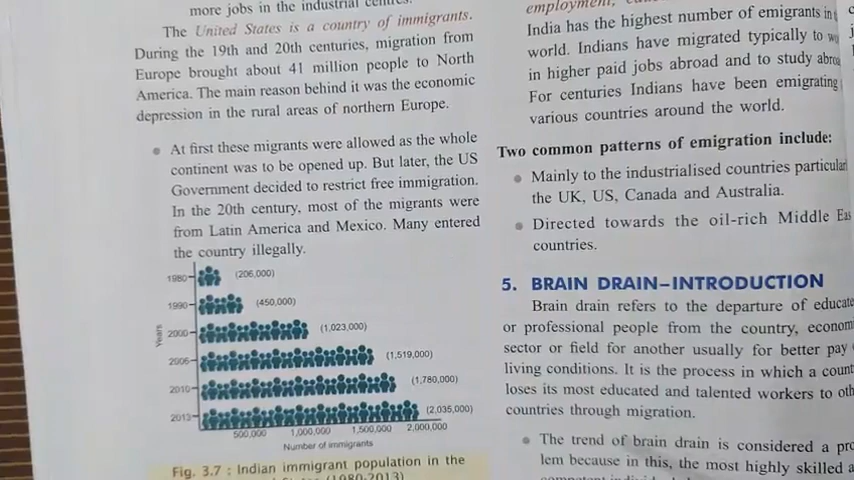 more jobs in the industrial centres.
The United States is a country of immigrants.
During the 19th and 20th centuries, migration from
Europe brought about 41 million people to North
America. The main reason behind it was the economic
depression in the rural areas of northern Europe.
At first these migrants were allowed as the whole
continent was to be opened up. But later, the US
Government decided to restrict free immigration.
In the 20th century, most of the migrants were
from Latin America and Mexico. Many entered
the country illegally.
Years
1980 (206,000)
1990 (450,000)
2000 (1,023,000)
2006 (1,519,000)
2010 (1,780,000)
2013 (2,035,000)
500,000 1,000,000 1,500,000 2,000,000
Number of immigrants
Fig. 3.7 : Indian immigrant population in the
(1980-2013)
employment,
India has the highest number of emigrants in
world. Indians have migrated typically to
in higher paid jobs abroad and to study
For centuries Indians have been emigrating
various countries around the world.
Two common patterns of emigration include:
Mainly to the industrialised countries
the UK, US, Canada and Australia.
Directed towards the oil-rich Middle
countries.
5. BRAIN DRAIN–INTRODUCTION
Brain drain refers to the departure of
or professional people from the country,
sector or field for another usually for better pay
living conditions. It is the process in which a
loses its most educated and talented workers to
countries through migration.
The trend of brain drain is considered a
lem because in this, the most highly skilled